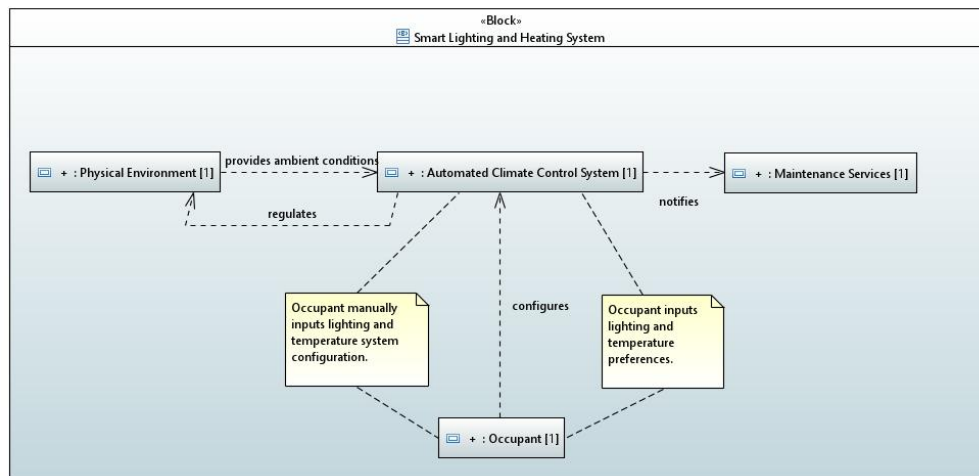 «Block»
Smart Lighting and Heating System
+ : Physical Environment [1]
provides ambient conditions
+ : Automated Climate Control System [1]
+ : Maintenance Services [1]
regulates
notifies
Occupant manually
inputs lighting and
temperature system
configuration.
configures
Occupant inputs
lighting and
temperature
preferences.
+ : Occupant [1]